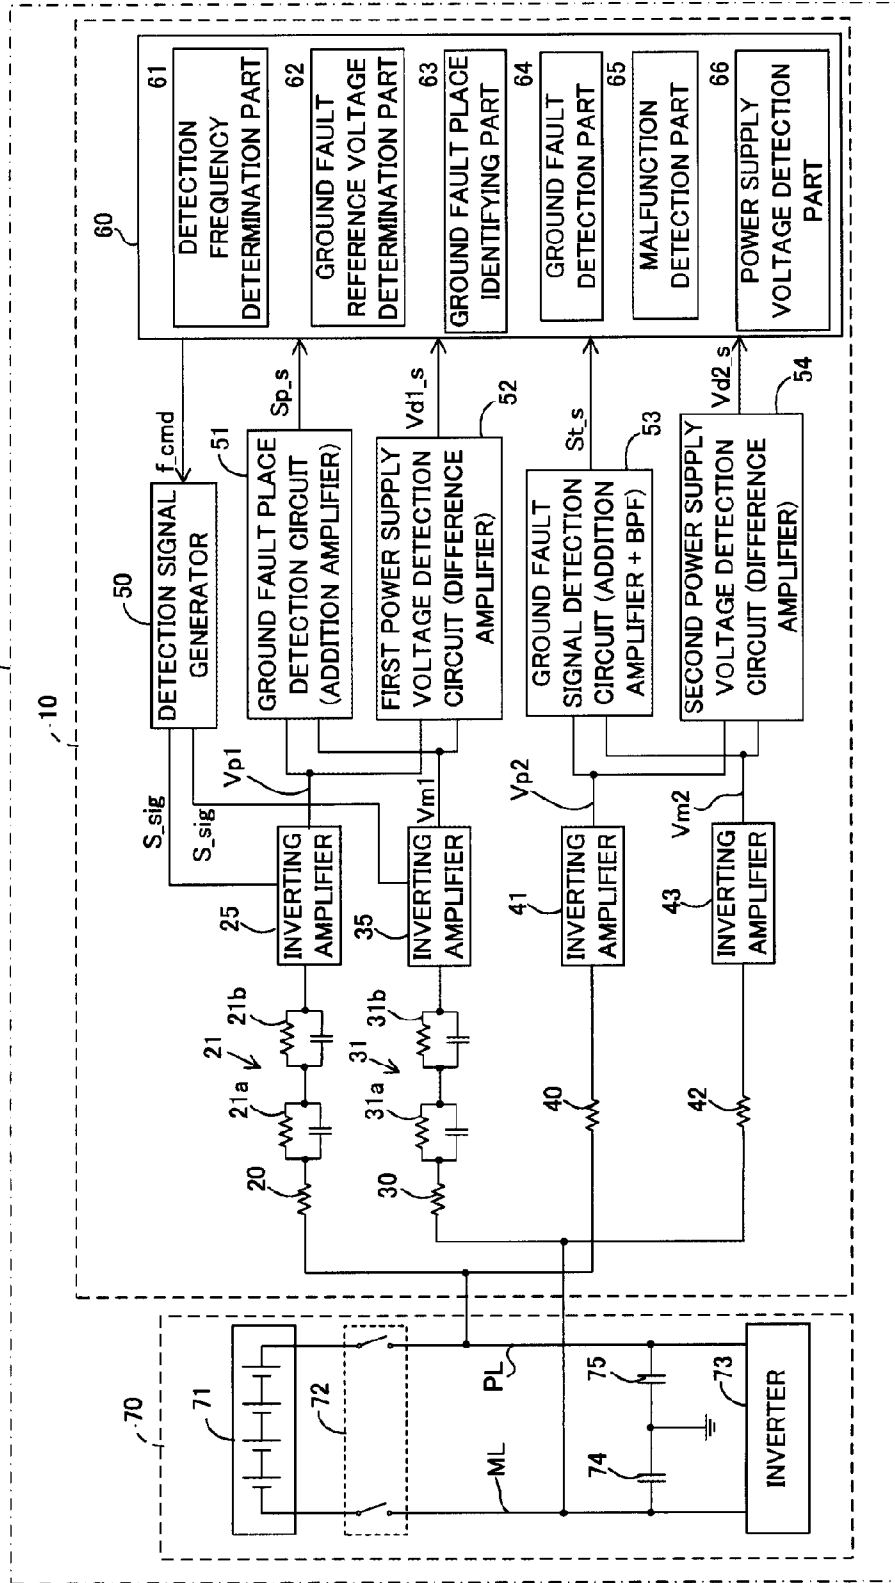 10
60
61
DETECTION
FREQUENCY
DETERMINATION PART
62
GROUND FAULT
REFERENCE VOLTAGE
DETERMINATION PART
63
GROUND FAULT PLACE
IDENTIFYING PART
64
GROUND FAULT
DETECTION PART
65
MALFUNCTION
DETECTION PART
66
POWER SUPPLY
VOLTAGE DETECTION
PART
f_cmd
Sp_s
Vd1_s
St_s
Vd2_s
50
DETECTION SIGNAL
GENERATOR
51
GROUND FAULT PLACE
DETECTION CIRCUIT
(ADDITION AMPLIFIER)
52
FIRST POWER SUPPLY
VOLTAGE DETECTION
CIRCUIT (DIFFERENCE
AMPLIFIER)
53
GROUND FAULT
SIGNAL DETECTION
CIRCUIT (ADDITION
AMPLIFIER + BPF)
54
SECOND POWER SUPPLY
VOLTAGE DETECTION
CIRCUIT (DIFFERENCE
AMPLIFIER)
S_sig
S_sig
Vp1
Vm1
Vp2
Vm2
25
INVERTING
AMPLIFIER
35
INVERTING
AMPLIFIER
41
INVERTING
AMPLIFIER
43
INVERTING
AMPLIFIER
21
21a
21b
31
31a
31b
20
30
40
42
70
71
72
PL
ML
75
74
73
INVERTER